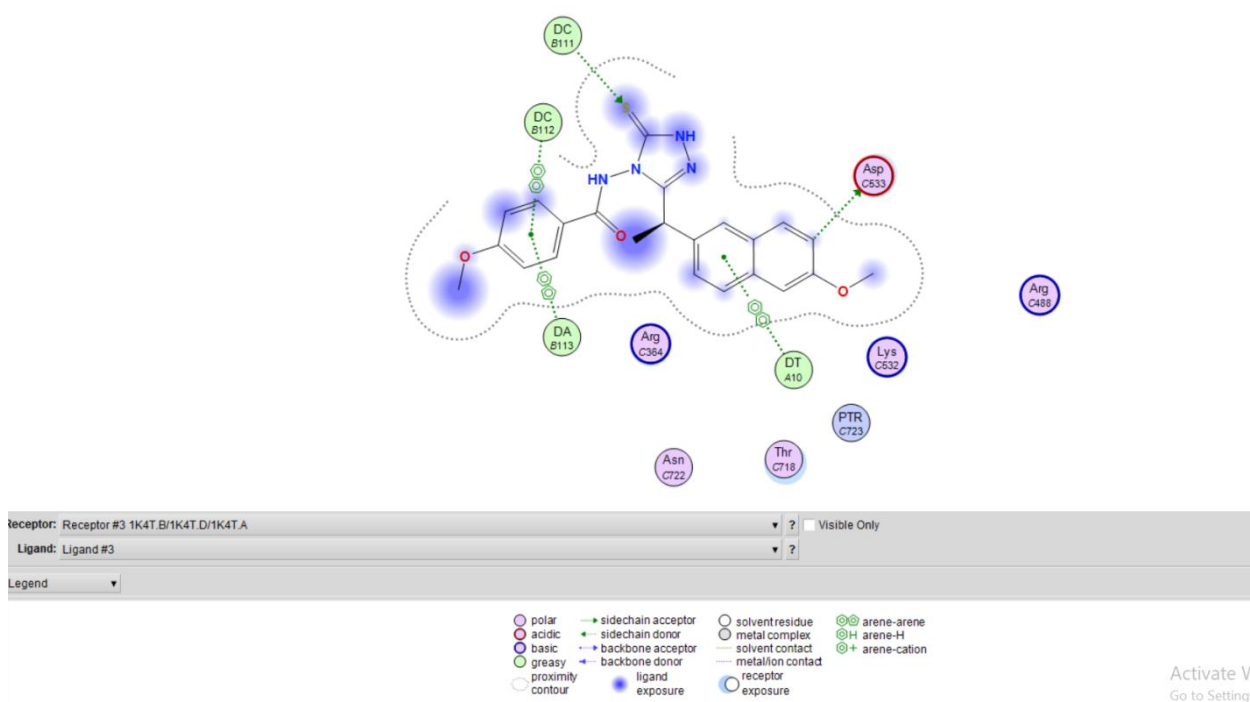 DC
B111
DC
B112
S
NH
N
N
HN
O
O
O
Asp
C533
Arg
C488
DA
B113
Arg
C364
DT
A10
Lys
C532
PTR
C723
Asn
C722
Thr
C718
Receptor: Receptor #3 1K4T.B/1K4T.D/1K4T.A ? Visible Only
Ligand: Ligand #3 ?
Legend
polar sidechain acceptor solvent residue arene-arene
acidic sidechain donor metal complex H arene-H
basic backbone acceptor solvent contact + arene-cation
greasy backbone donor metal/ion contact
proximity contour ligand exposure receptor exposure
Activate W
Go to Setting